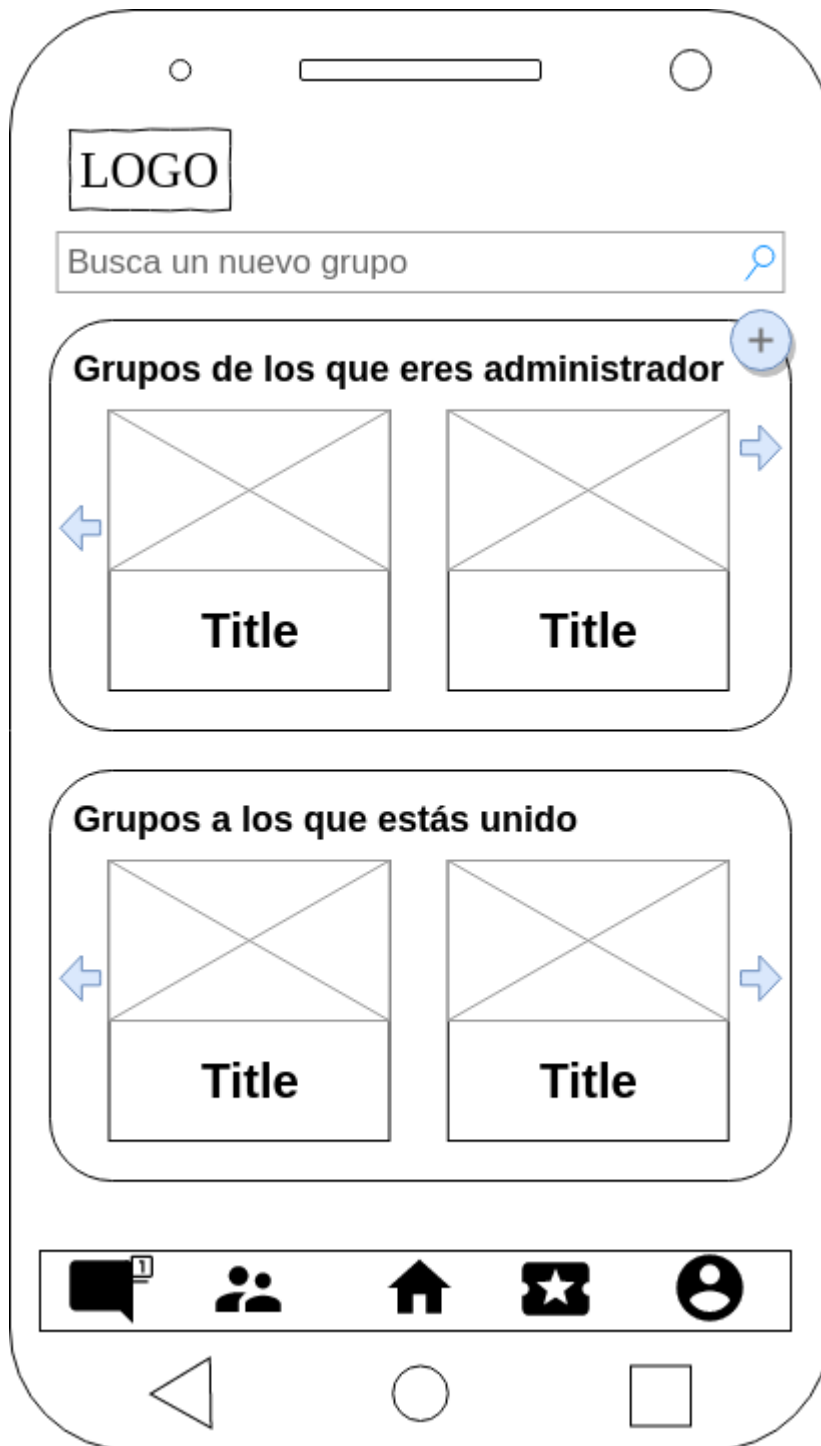 LOGO
Busca un nuevo grupo
+
Grupos de los que eres administrador
Title Title
Grupos a los que estás unido
Title Title
1